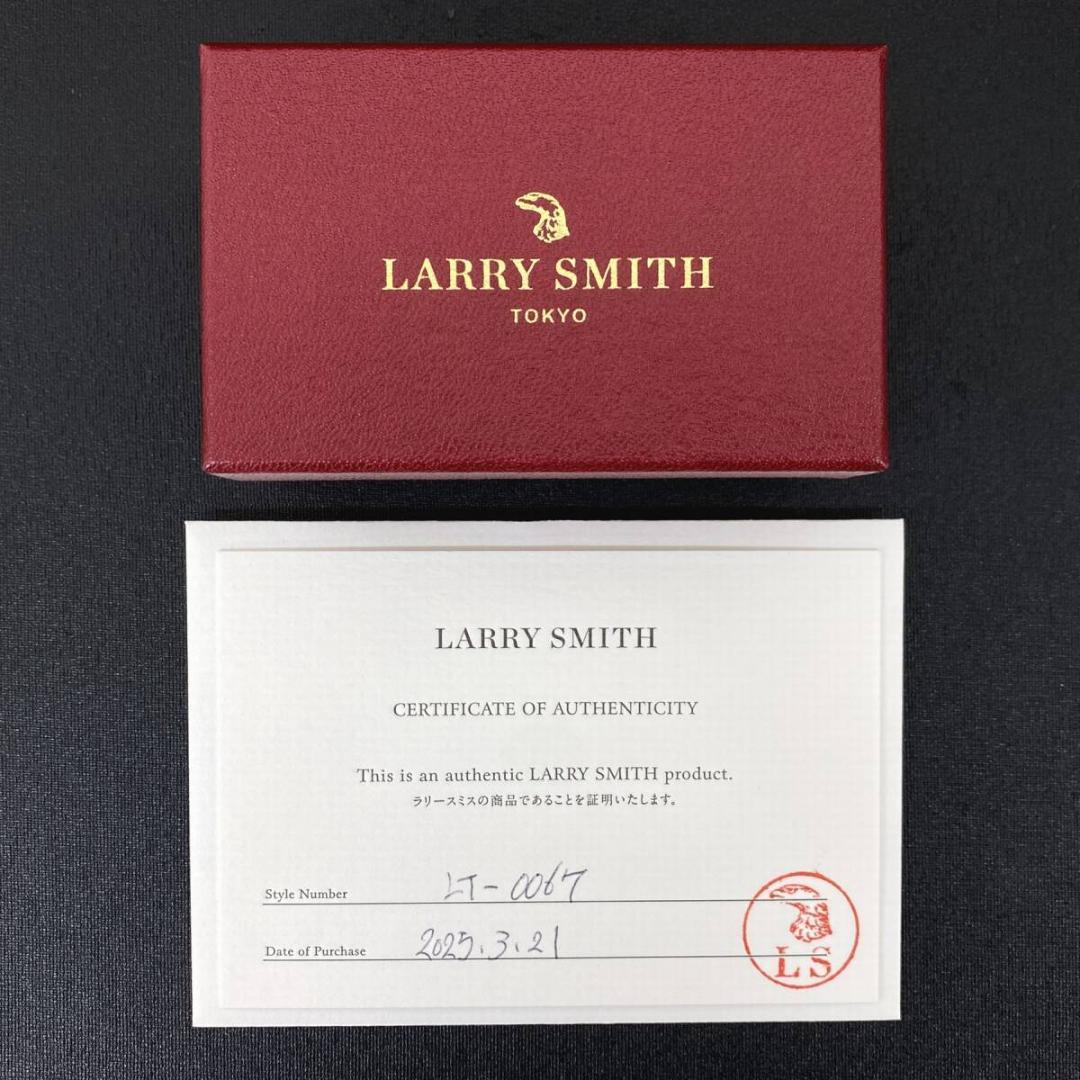 LARRY SMITH
TOKYO
LARRY SMITH
CERTIFICATE OF AUTHENTICITY
This is an authentic LARRY SMITH product.
ラリースミスの商品であることを証明いたします。
Style Number LT-0067
Date of Purchase 2025.3.21
LS